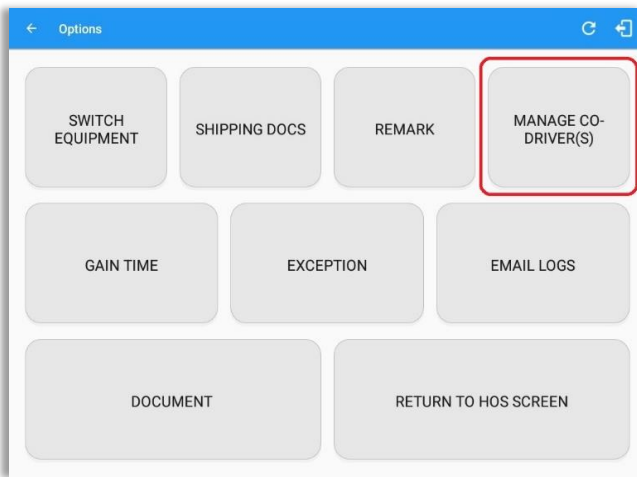 Options
SWITCH
EQUIPMENT
SHIPPING DOCS
REMARK
MANAGE CO-
DRIVER(S)
GAIN TIME
EXCEPTION
EMAIL LOGS
DOCUMENT
RETURN TO HOS SCREEN